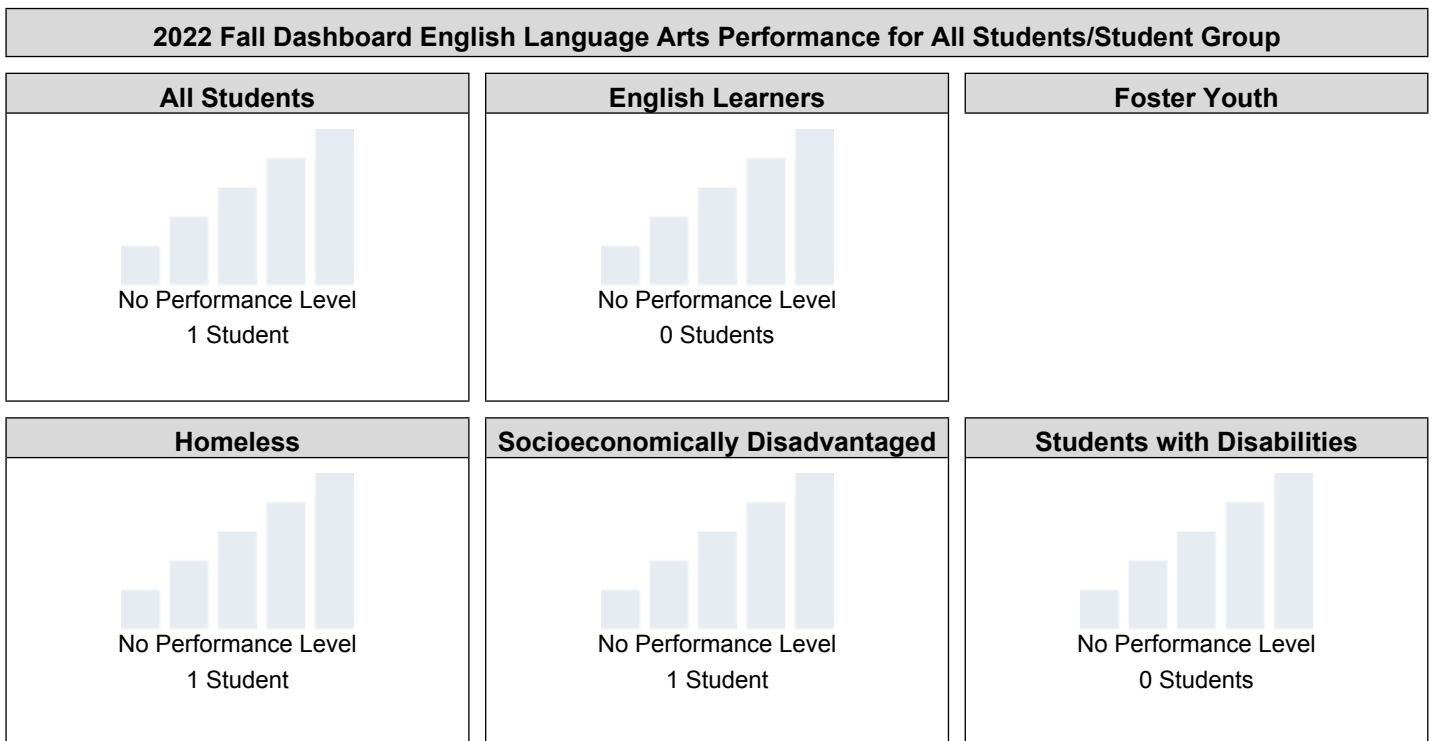 2022 Fall Dashboard English Language Arts Performance for All Students/Student Group
All Students
No Performance Level
1 Student
English Learners
No Performance Level
0 Students
Foster Youth
Homeless
No Performance Level
1 Student
Socioeconomically Disadvantaged
No Performance Level
1 Student
Students with Disabilities
No Performance Level
0 Students